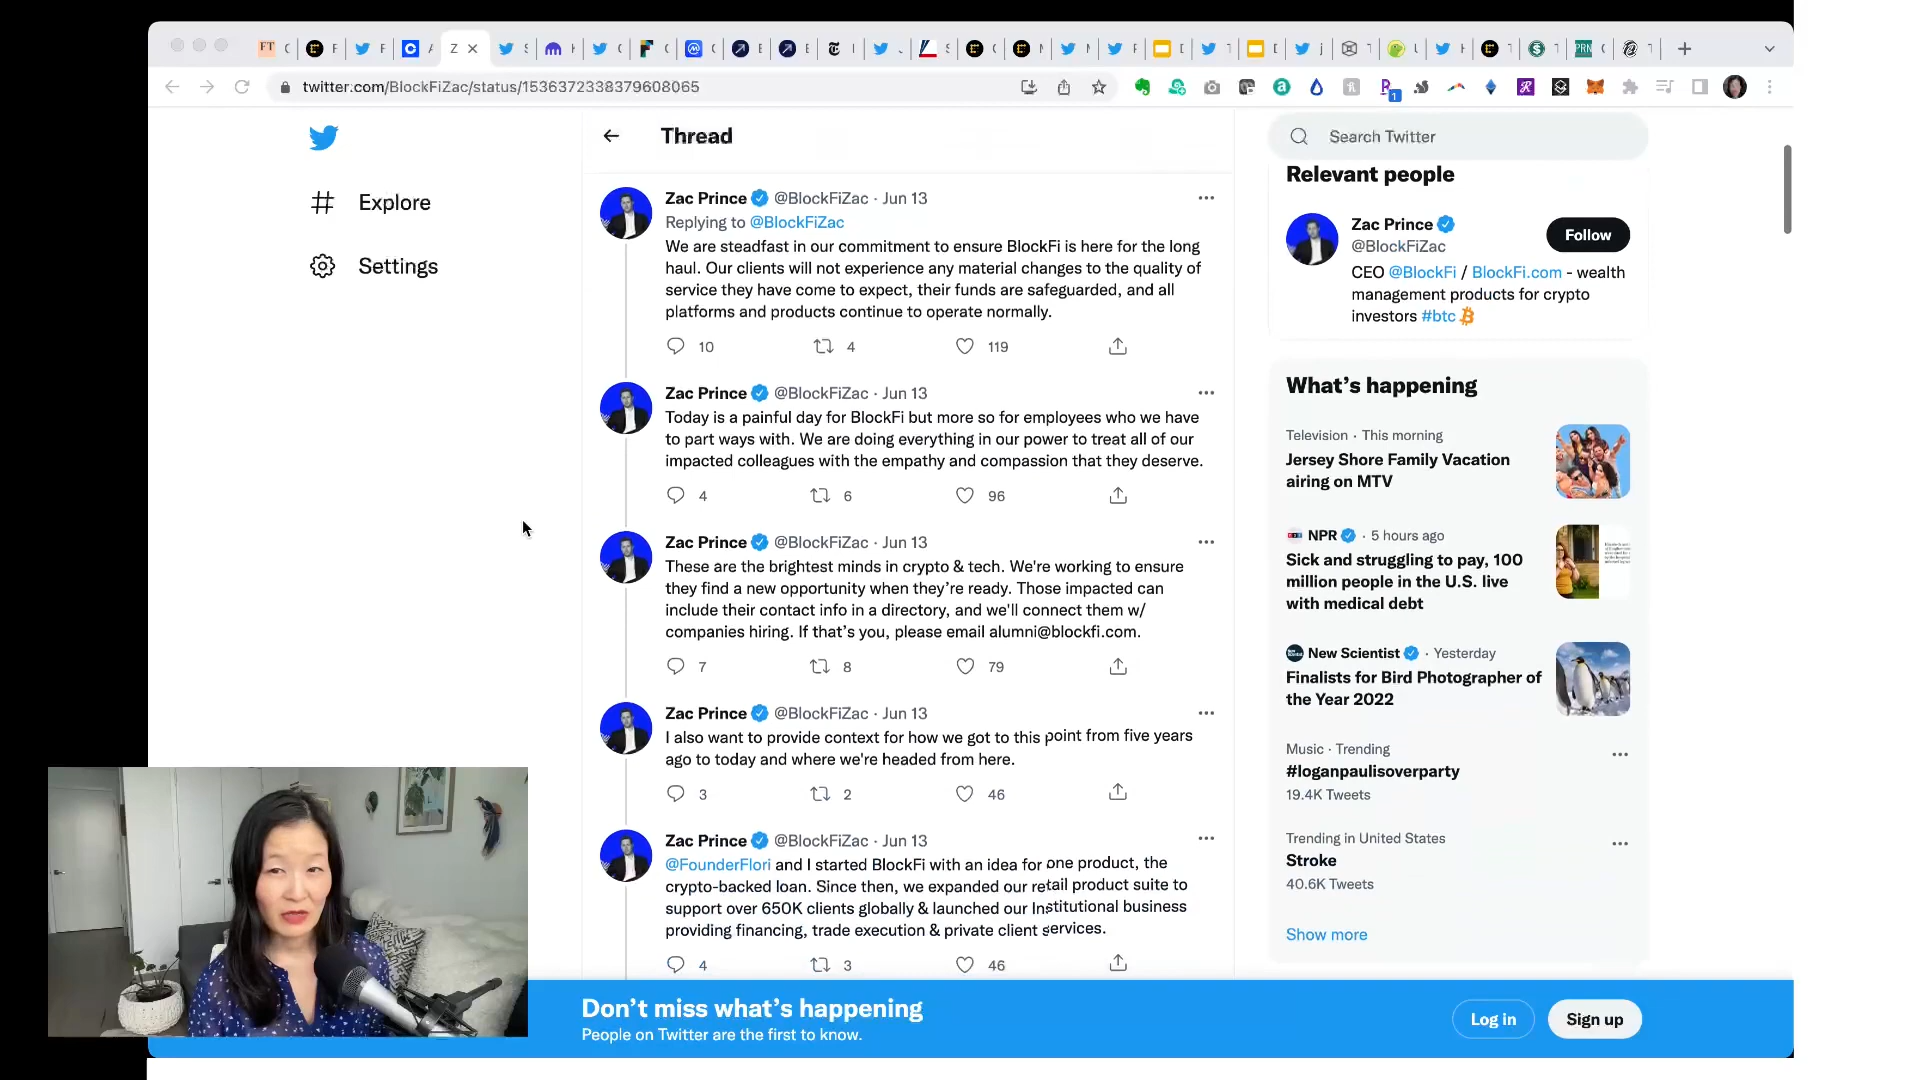 twitter.com/BlockFiZac/status/1536372338379608065
Explore
Settings
Thread
Zac Prince @BlockFiZac · Jun 13
Replying to @BlockFiZac
We are steadfast in our commitment to ensure BlockFi is here for the long
haul. Our clients will not experience any material changes to the quality of
service they have come to expect, their funds are safeguarded, and all
platforms and products continue to operate normally.
10 4 119
Zac Prince @BlockFiZac · Jun 13
Today is a painful day for BlockFi but more so for employees who we have
to part ways with. We are doing everything in our power to treat all of our
impacted colleagues with the empathy and compassion that they deserve.
4 6 96
Zac Prince @BlockFiZac · Jun 13
These are the brightest minds in crypto & tech. We're working to ensure
they find a new opportunity when they’re ready. Those impacted can
include their contact info in a directory, and we'll connect them w/
companies hiring. If that’s you, please email alumni@blockfi.com.
7 8 79
Zac Prince @BlockFiZac · Jun 13
I also want to provide context for how we got to this point from five years
ago to today and where we're headed from here.
3 2 46
Zac Prince @BlockFiZac · Jun 13
@FounderFlori and I started BlockFi with an idea for one product, the
crypto-backed loan. Since then, we expanded our retail product suite to
support over 650K clients globally & launched our Institutional business
providing financing, trade execution & private client services.
4 3 46
Search Twitter
Relevant people
Zac Prince
@BlockFiZac
Follow
CEO @BlockFi / BlockFi.com - wealth
management products for crypto
investors #btc
What’s happening
Television · This morning
Jersey Shore Family Vacation
airing on MTV
NPR · 5 hours ago
Sick and struggling to pay, 100
million people in the U.S. live
with medical debt
New Scientist · Yesterday
Finalists for Bird Photographer of
the Year 2022
Music · Trending
#loganpaulisoverparty
19.4K Tweets
Trending in United States
Stroke
40.6K Tweets
Show more
Don’t miss what’s happening
People on Twitter are the first to know.
Log in
Sign up